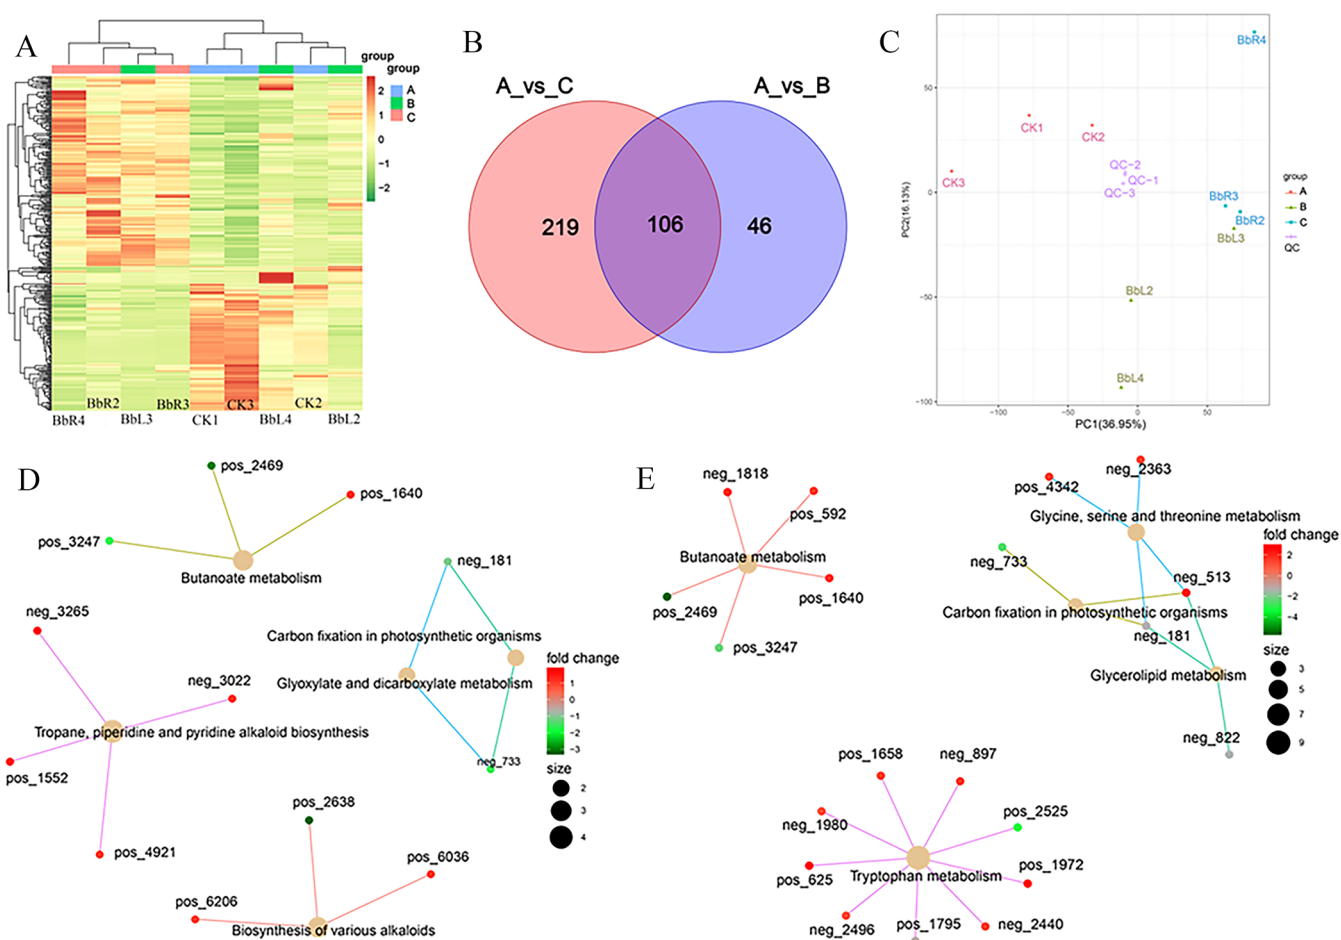 A
group
group
A
B
C
2
1
0
−1
−2
BbR4
BbR2
BbL3
BbR3
CK1
CK3
BbL4
CK2
BbL2
B
A_vs_C
A_vs_B
219
106
46
C
BbR4
CK1
CK2
CK3
QC-2
QC-1
QC-3
BbR3
BbR2
BbL3
BbL2
BbL4
50
0
−50
−100
−100
−50
0
50
PC2(16.13%)
PC1(36.95%)
group
A
B
C
QC
D
pos_2469
pos_1640
pos_3247
Butanoate metabolism
neg_181
neg_3265
Carbon fixation in photosynthetic organisms
Glyoxylate and dicarboxylate metabolism
neg_3022
Tropane, piperidine and pyridine alkaloid biosynthesis
pos_1552
neg_733
pos_4921
pos_2638
pos_6036
pos_6206
Biosynthesis of various alkaloids
fold change
1
0
−1
−2
−3
size
2
3
4
E
neg_1818
pos_592
Butanoate metabolism
pos_1640
pos_2469
pos_3247
neg_2363
pos_4342
Glycine, serine and threonine metabolism
neg_733
neg_513
Carbon fixation in photosynthetic organisms
neg_181
Glycerolipid metabolism
neg_822
pos_1658
neg_897
pos_2525
neg_1980
pos_1972
pos_625
Tryptophan metabolism
neg_2496
pos_1795
neg_2440
fold change
2
0
−2
−4
size
3
5
7
9